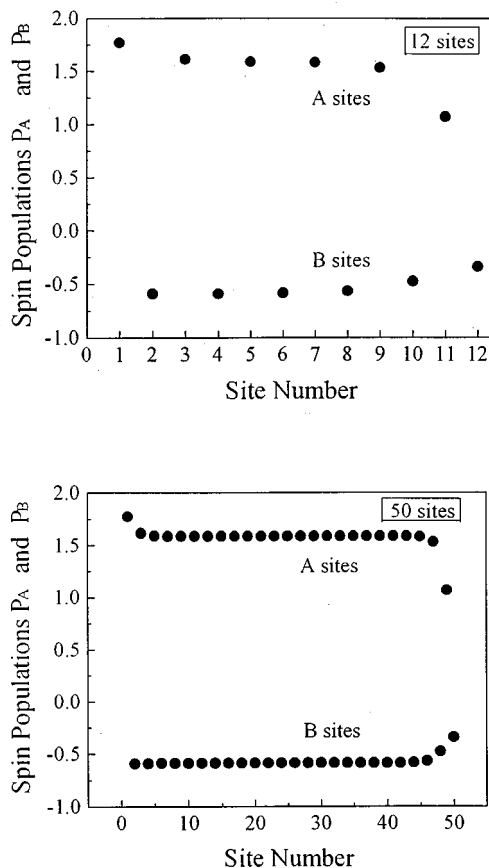 2.0
12 sites
1.5
A sites
1.0
0.5
0.0
B sites
-0.5
-1.0
0 1 2 3 4 5 6 7 8 9 10 11 12
Spin Populations PA and PB
Site Number
2.0
50 sites
1.5
A sites
1.0
0.5
0.0
B sites
-0.5
-1.0
0 10 20 30 40 50
Spin Populations PA and PB
Site Number